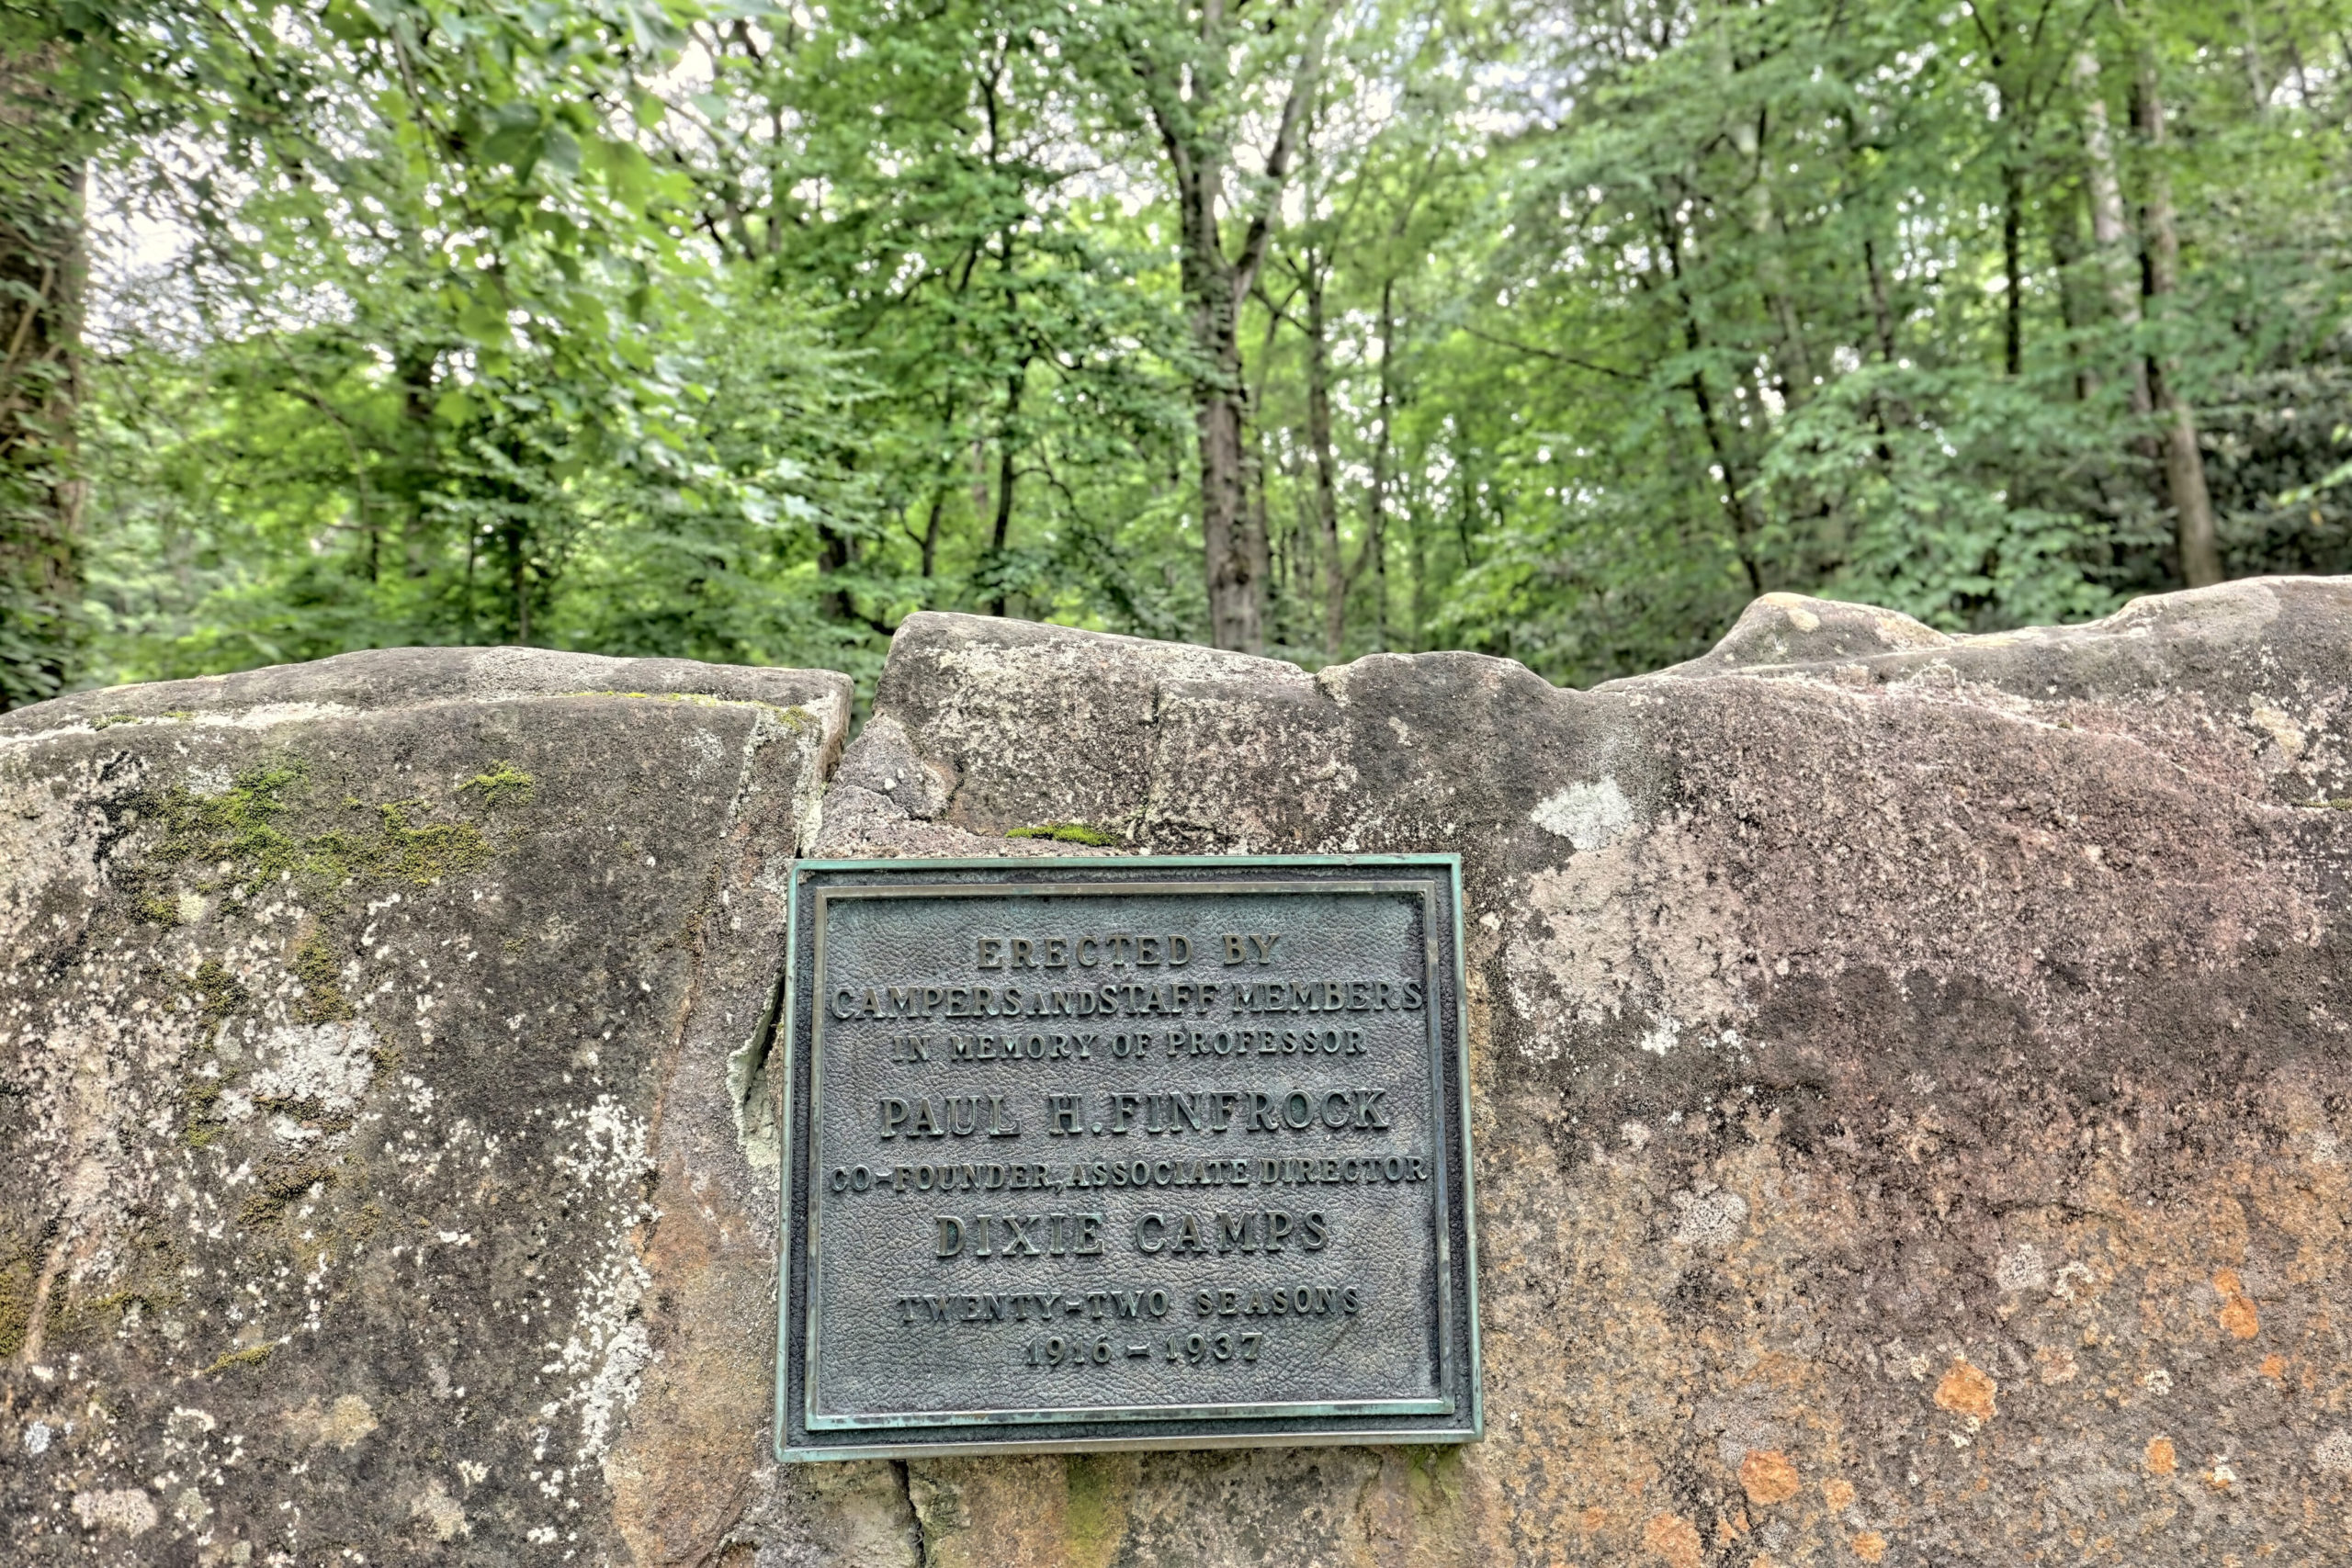 ERECTED BY
CAMPERS AND STAFF MEMBERS
IN MEMORY OF PROFESSOR
PAUL H. FINFROCK
CO-FOUNDER, ASSOCIATE DIRECTOR
DIXIE CAMPS
TWENTY-TWO SEASONS
1916 - 1937